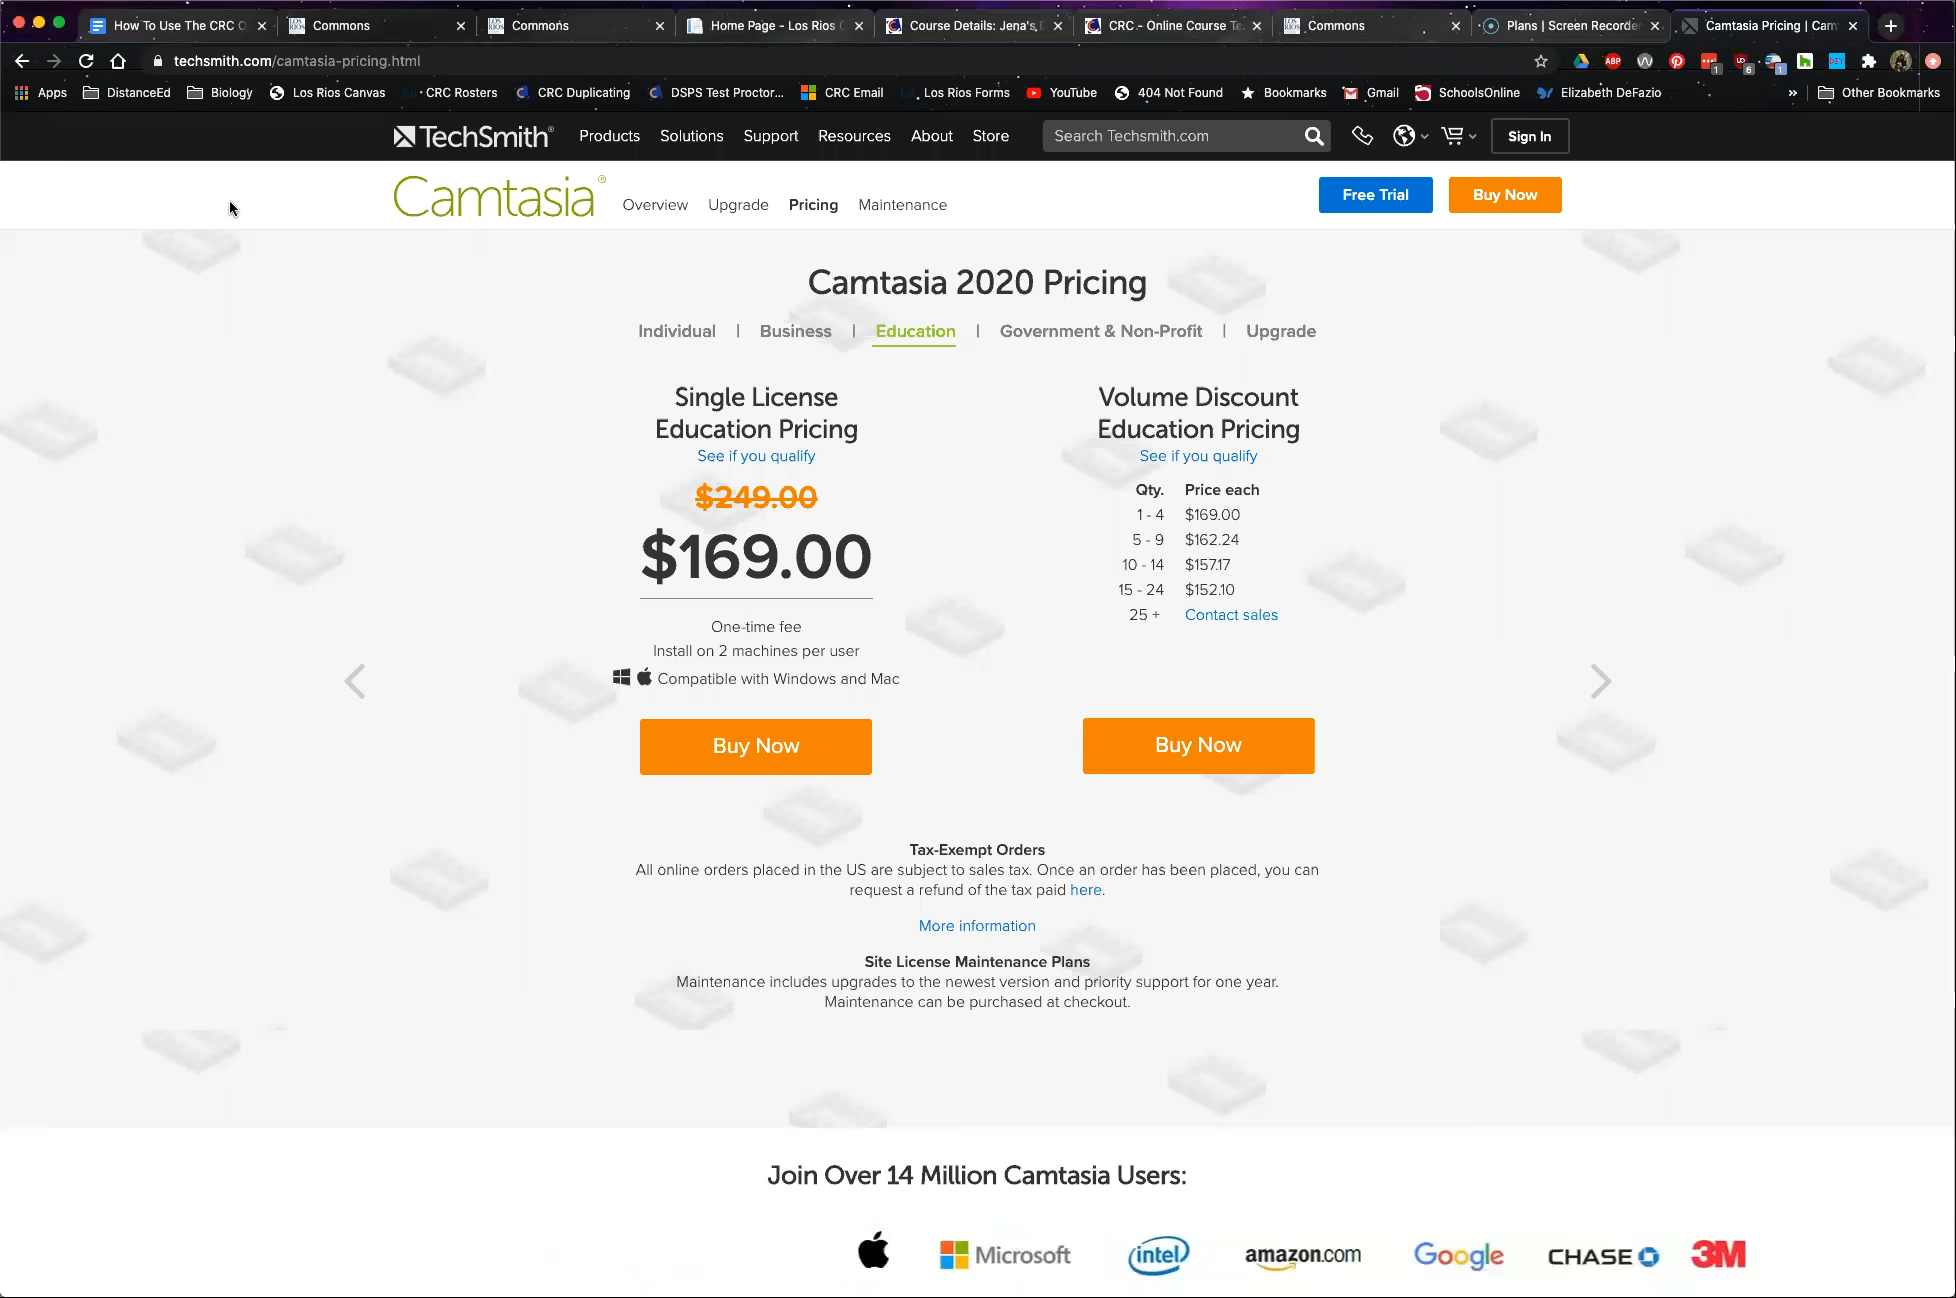 How To Use The CRC O
Commons
Commons
Home Page - Los Rios
Course Details: Jena's
CRC - Online Course Te
Commons
Plans | Screen Recorder
Camtasia Pricing | Cam
techsmith.com/camtasia-pricing.html
ABP
1
6
1
DIY
Apps
DistanceEd
Biology
Los Rios Canvas
CRC Rosters
CRC Duplicating
DSPS Test Proctor...
CRC Email
Los Rios Forms
YouTube
404 Not Found
Bookmarks
Gmail
SchoolsOnline
Elizabeth DeFazio
»
Other Bookmarks
TechSmith®
Products
Solutions
Support
Resources
About
Store
Search Techsmith.com
Sign In
Camtasia®
Overview
Upgrade
Pricing
Maintenance
Free Trial
Buy Now
Camtasia 2020 Pricing
Individual | Business | Education | Government & Non-Profit | Upgrade
Single License
Education Pricing
See if you qualify
$249.00
$169.00
One-time fee
Install on 2 machines per user
Compatible with Windows and Mac
Buy Now
Volume Discount
Education Pricing
See if you qualify
Qty. Price each
1 - 4 $169.00
5 - 9 $162.24
10 - 14 $157.17
15 - 24 $152.10
25 + Contact sales
Buy Now
Tax-Exempt Orders
All online orders placed in the US are subject to sales tax. Once an order has been placed, you can
request a refund of the tax paid here.
More information
Site License Maintenance Plans
Maintenance includes upgrades to the newest version and priority support for one year.
Maintenance can be purchased at checkout.
Join Over 14 Million Camtasia Users:
Microsoft
intel
amazon.com
Google
CHASE
3M